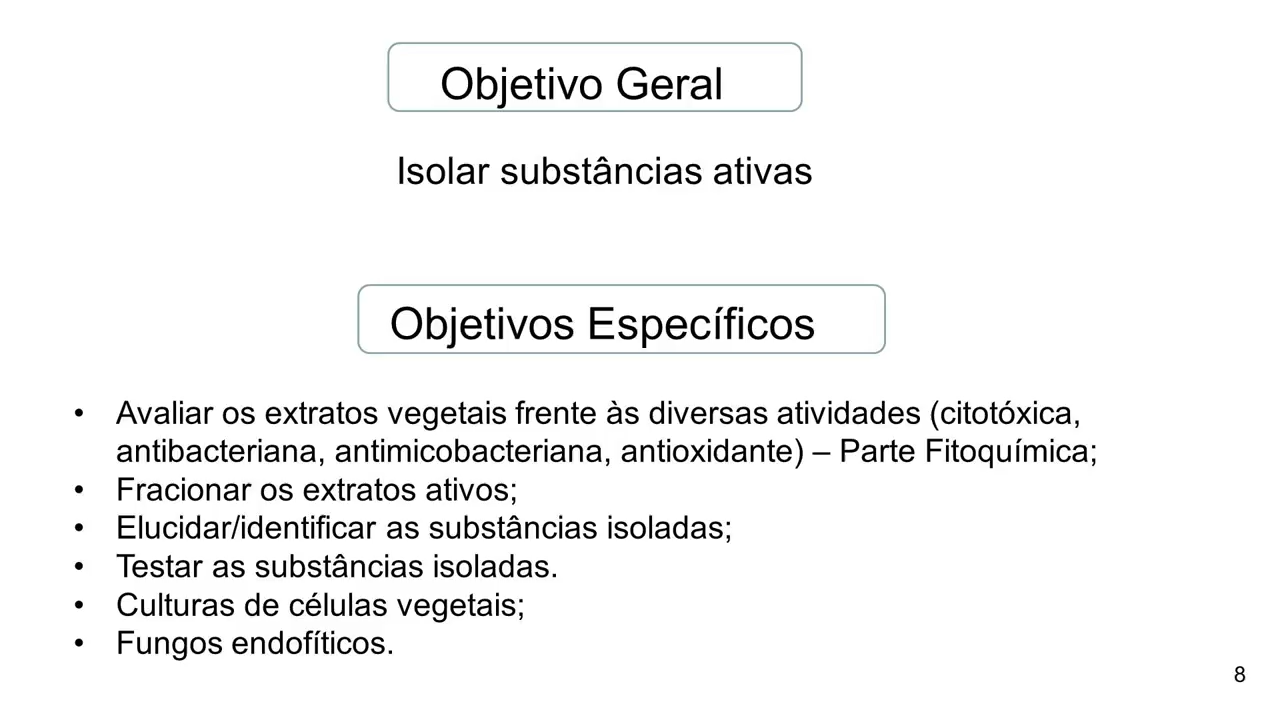 Objetivo Geral
Isolar substâncias ativas
Objetivos Específicos
• Avaliar os extratos vegetais frente às diversas atividades (citotóxica,
antibacteriana, antimicobacteriana, antioxidante) – Parte Fitoquímica;
• Fracionar os extratos ativos;
• Elucidar/identificar as substâncias isoladas;
• Testar as substâncias isoladas.
• Culturas de células vegetais;
• Fungos endofíticos.
8